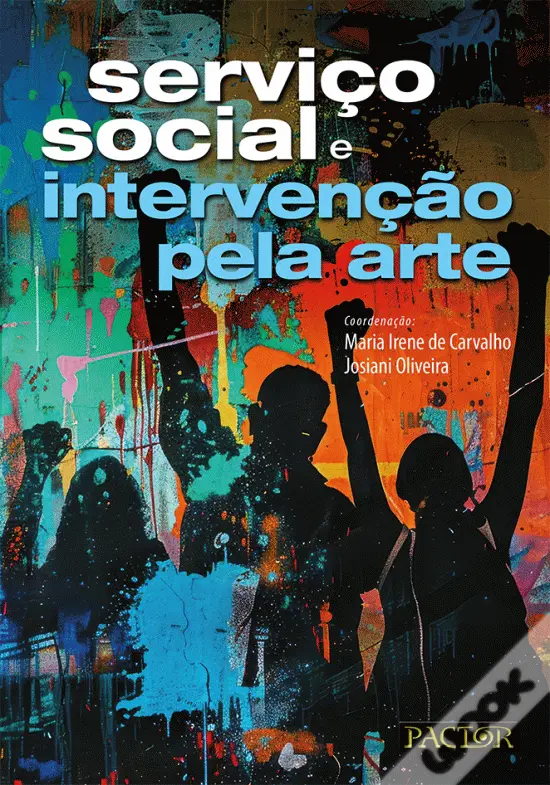 serviço
social e
intervenção
pela arte
Coordenação:
Maria Irene de Carvalho
Josiani Oliveira
PACTOR